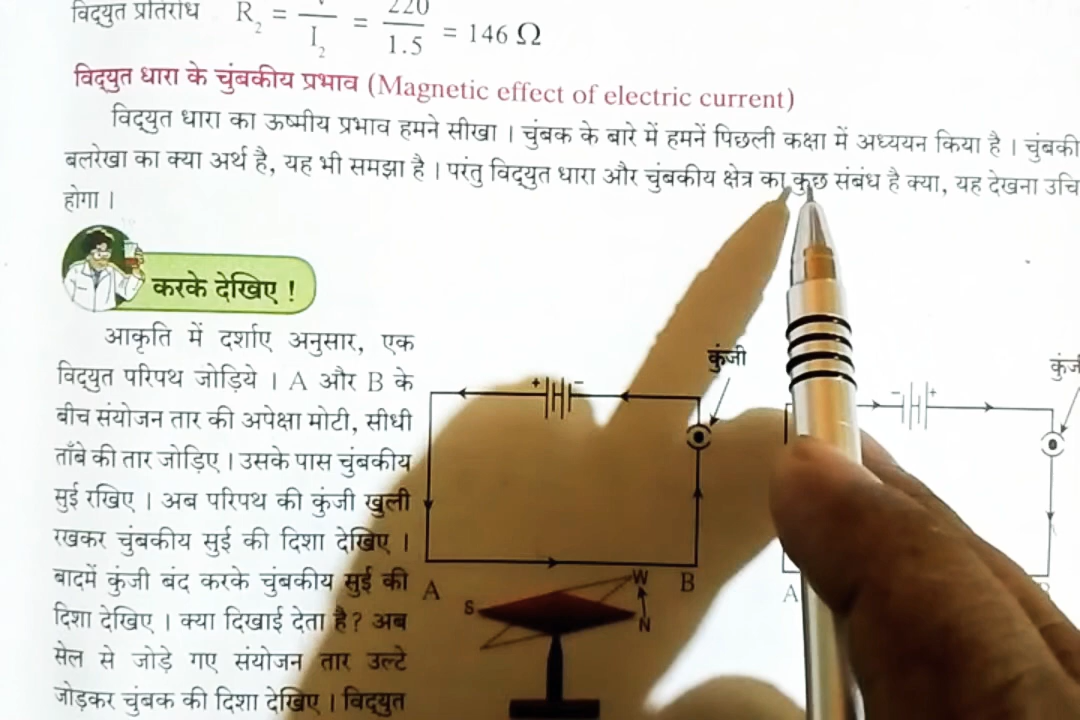 विद्युत प्रतिरोध R₂ = V/I₂ = 220/1.5 = 146 Ω
विद्युत धारा के चुंबकीय प्रभाव (Magnetic effect of electric current)
विद्युत धारा का ऊष्मीय प्रभाव हमने सीखा । चुंबक के बारे में हमनें पिछली कक्षा में अध्ययन किया है । चुंबकी
बलरेखा का क्या अर्थ है, यह भी समझा है । परंतु विद्युत धारा और चुंबकीय क्षेत्र का कुछ संबंध है क्या, यह देखना उचि
होगा ।
करके देखिए !
आकृति में दर्शाए अनुसार, एक
विद्युत परिपथ जोड़िये । A और B के
बीच संयोजन तार की अपेक्षा मोटी, सीधी
ताँबे की तार जोड़िए । उसके पास चुंबकीय
सुई रखिए । अब परिपथ की कुंजी खुली
रखकर चुंबकीय सुई की दिशा देखिए ।
बादमें कुंजी बंद करके चुंबकीय सुई की
दिशा देखिए । क्या दिखाई देता है? अब
सेल से जोड़े गए संयोजन तार उल्टे
जोड़कर चुंबक की दिशा देखिए । विद्युत
कुंजी
+ −
A
B
S
W
N
कुंज
− +
A